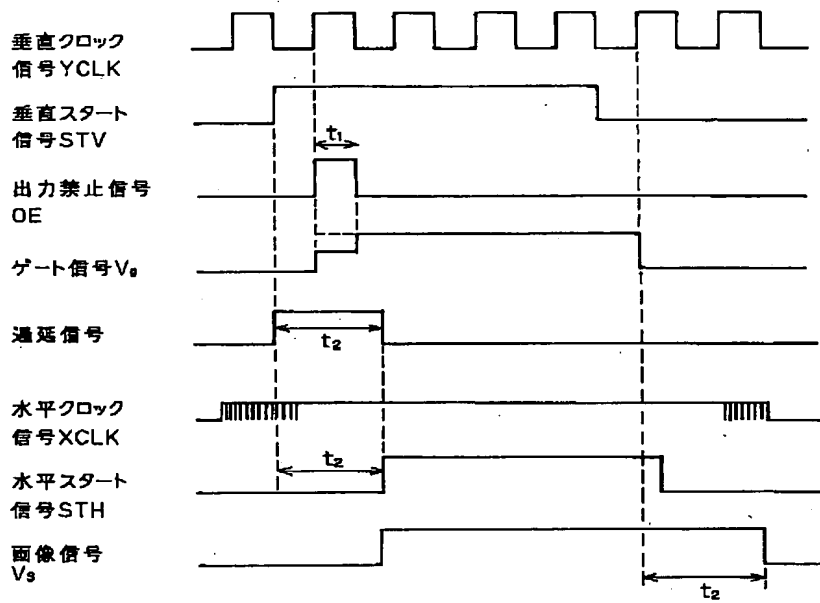 垂直クロック
信号YCLK
垂直スタート
信号STV
t₁
出力禁止信号
OE
ゲート信号Vg
遅延信号
t₂
水平クロック
信号XCLK
t₂
水平スタート
信号STH
画像信号
Vs
t₂